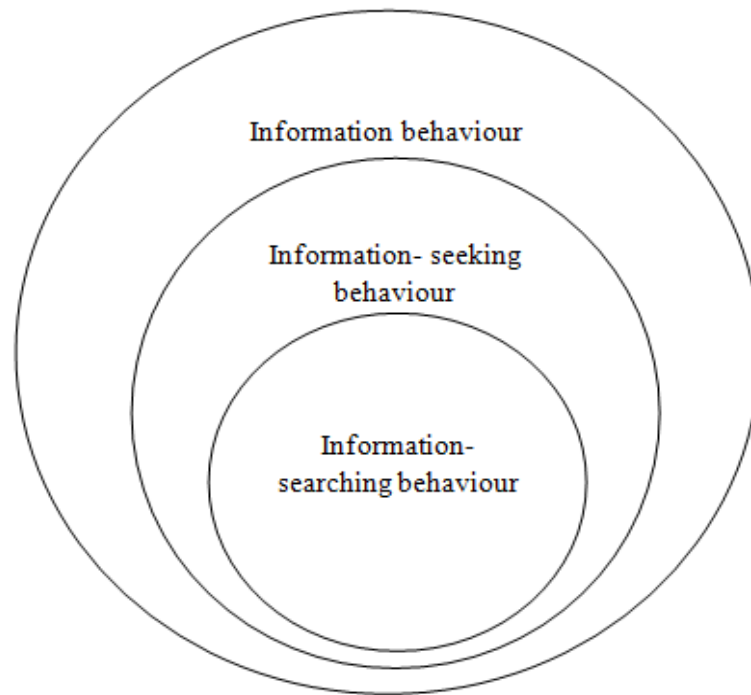 Information behaviour
Information- seeking
behaviour
Information-
searching behaviour